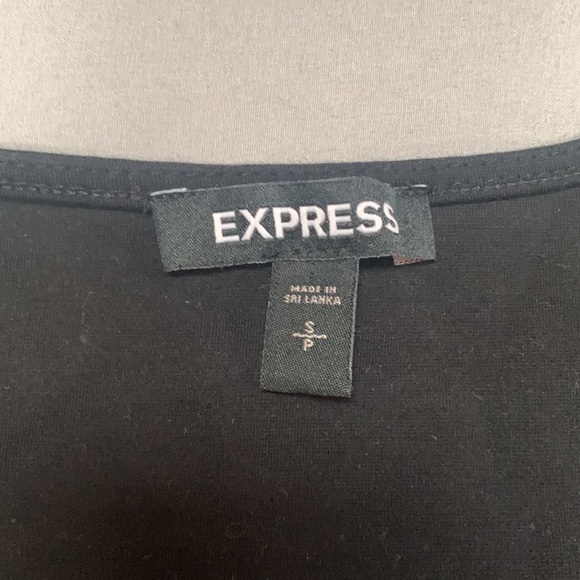 EXPRESS
MADE IN
SRI LANKA
S
P